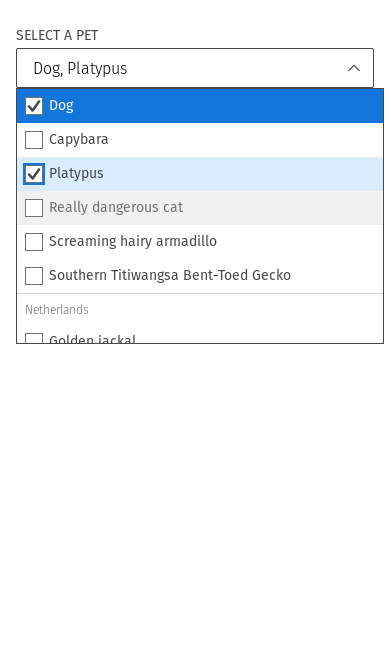 SELECT A PET
Dog, Platypus
Dog
Capybara
Platypus
Really dangerous cat
Screaming hairy armadillo
Southern Titiwangsa Bent-Toed Gecko
Netherlands
Golden jackal